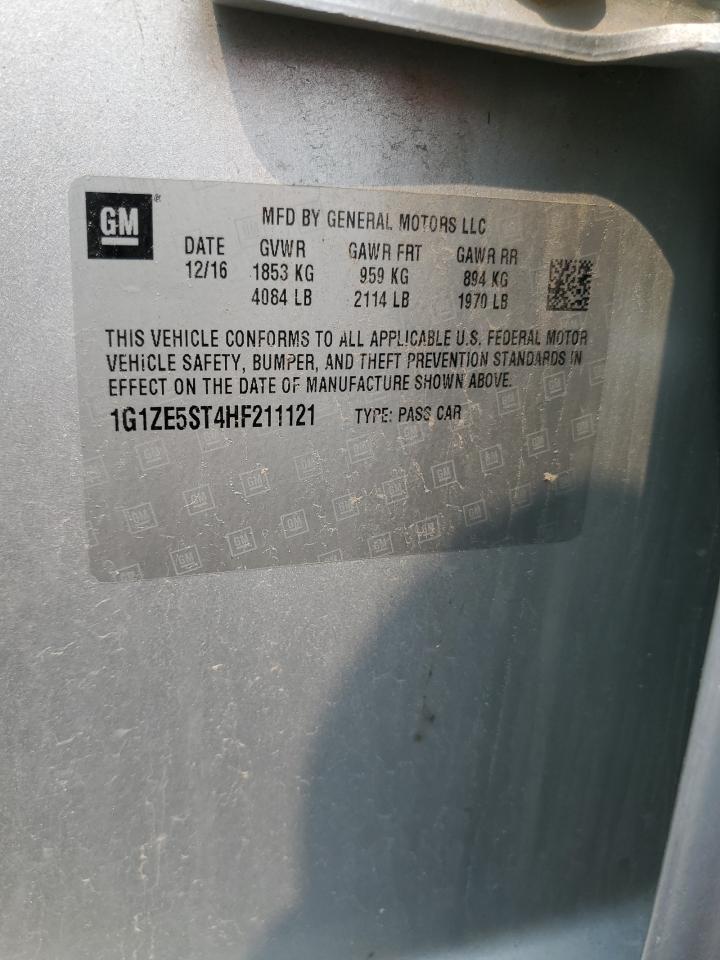 GM ®
MFD BY GENERAL MOTORS LLC
DATE GVWR GAWR FRT GAWR RR
12/16 1853 KG 959 KG 894 KG
4084 LB 2114 LB 1970 LB
THIS VEHICLE CONFORMS TO ALL APPLICABLE U.S. FEDERAL MOTOR
VEHICLE SAFETY, BUMPER, AND THEFT PREVENTION STANDARDS IN
EFFECT ON THE DATE OF MANUFACTURE SHOWN ABOVE.
1G1ZE5ST4HF211121 TYPE: PASS CAR